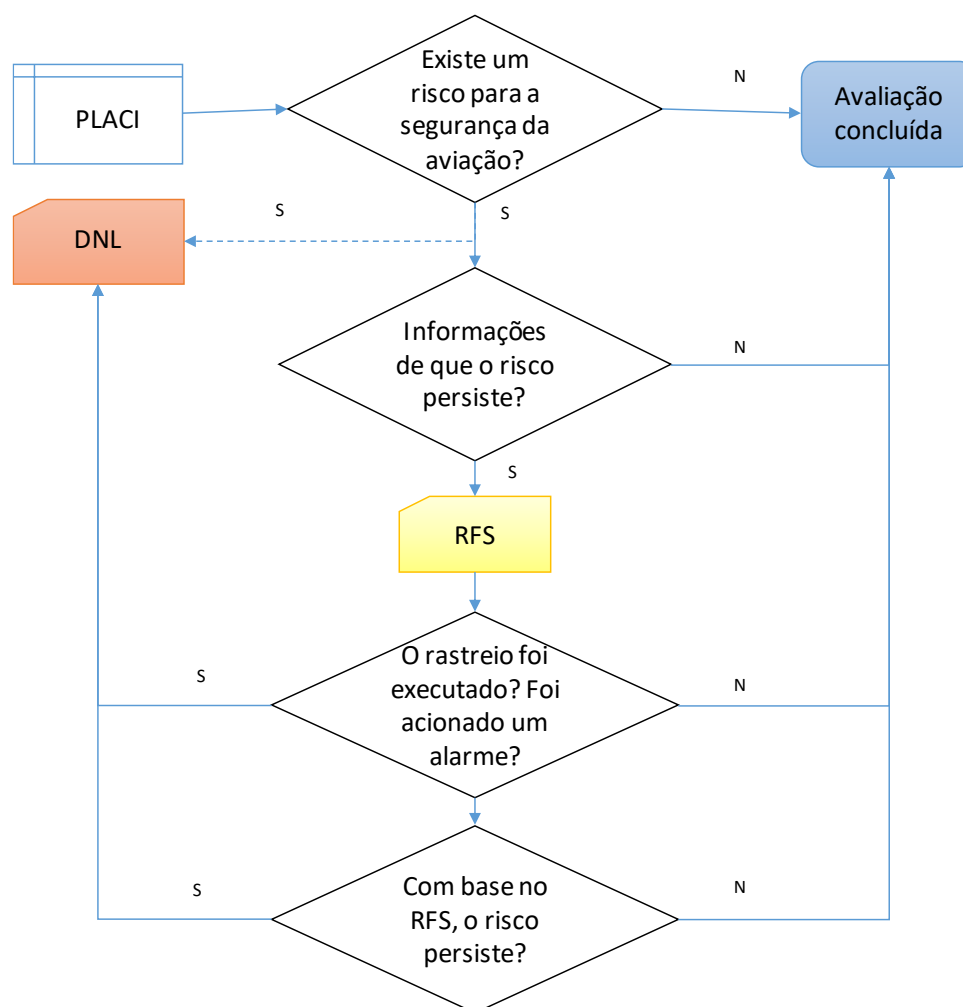 PLACI
Existe um
risco para a
segurança da
aviação?
N
Avaliação
concluída
DNL
S
S
Informações
de que o risco
persiste?
N
S
RFS
O rastreio foi
executado? Foi
acionado um
alarme?
S
N
Com base no
RFS, o risco
persiste?
S
N